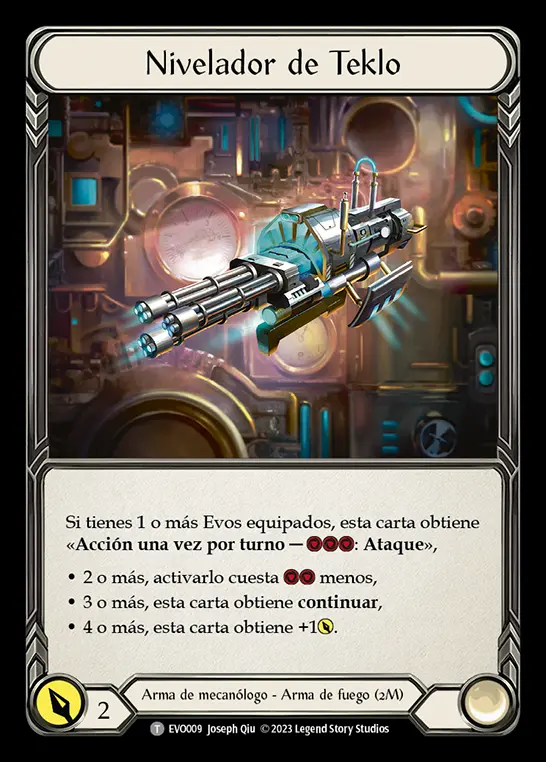 Nivelador de Teklo
Si tienes 1 o más Evos equipados, esta carta obtiene
«Acción una vez por turno — : Ataque»,
• 2 o más, activarlo cuesta menos,
• 3 o más, esta carta obtiene continuar,
• 4 o más, esta carta obtiene +1.
2
Arma de mecanólogo - Arma de fuego (2M)
T EVO009 Joseph Qiu © 2023 Legend Story Studios